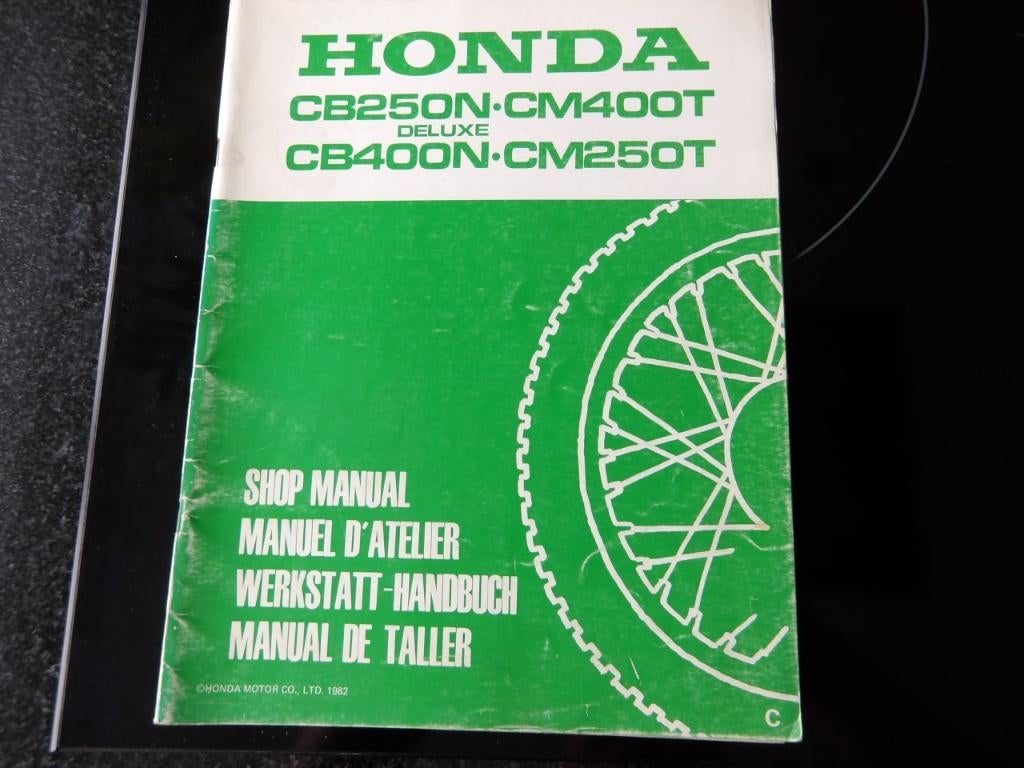 HONDA
CB250N·CM400T
DELUXE
CB400N·CM250T
SHOP MANUAL
MANUEL D'ATELIER
WERKSTATT-HANDBUCH
MANUAL DE TALLER
©HONDA MOTOR CO., LTD. 1982
C